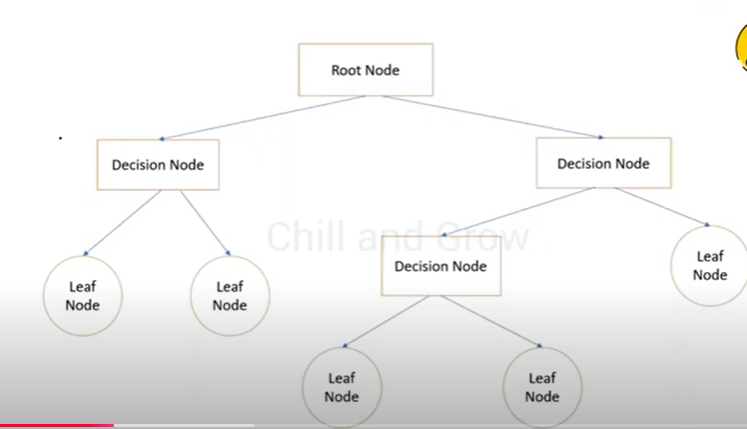 Root Node
Decision Node
Decision Node
Chill and Grow
Leaf
Node
Leaf
Node
Decision Node
Leaf
Node
Leaf
Node
Leaf
Node